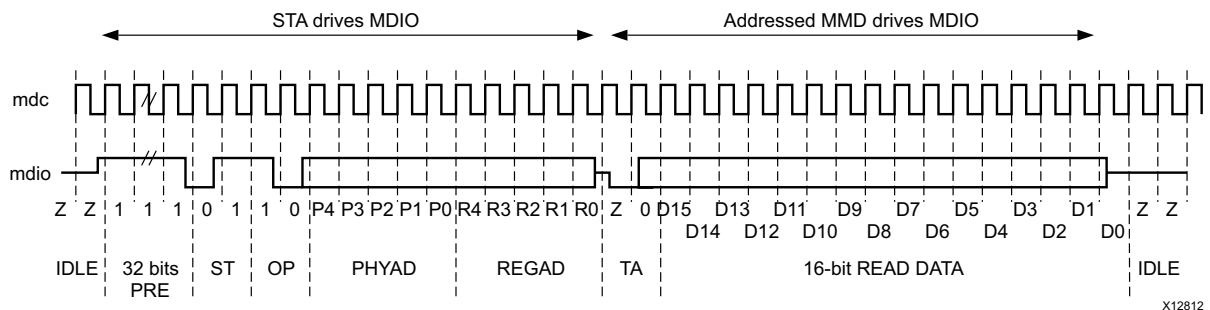 STA drives MDIO Addressed MMD drives MDIO
mdc
mdio
Z Z 1 1 1 0 1 1 0 P4 P3 P2 P1 P0 R4 R3 R2 R1 R0 Z 0 D15 D13 D11 D9 D7 D5 D3 D1 Z Z
D14 D12 D10 D8 D6 D4 D2 D0
IDLE 32 bits ST OP PHYAD REGAD TA 16-bit READ DATA IDLE
PRE
X12812